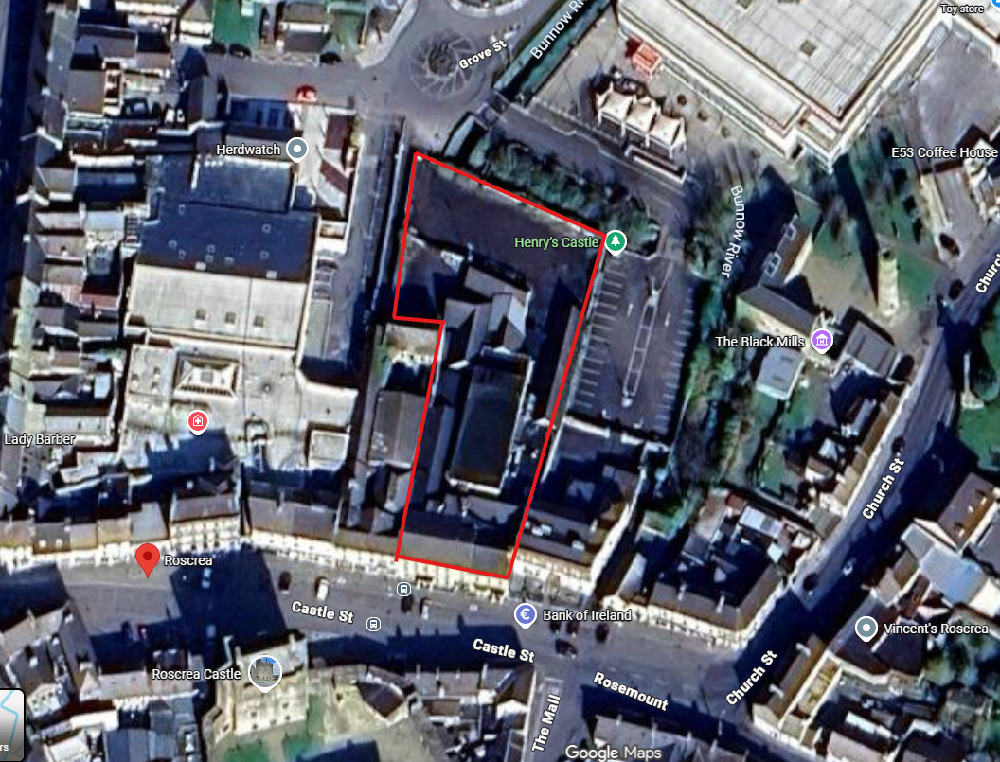 Toy store
Grove St
Bunnow Ri
Herdwatch
E53 Coffee House
Bunnow River
Henry's Castle
Church
The Black Mills
Lady Barber
Church St
Roscrea
Castle St
Bank of Ireland
Vincent's Roscrea
Castle St
Roscrea Castle
Church St
Rosemount
The Mall
rs
Google Maps